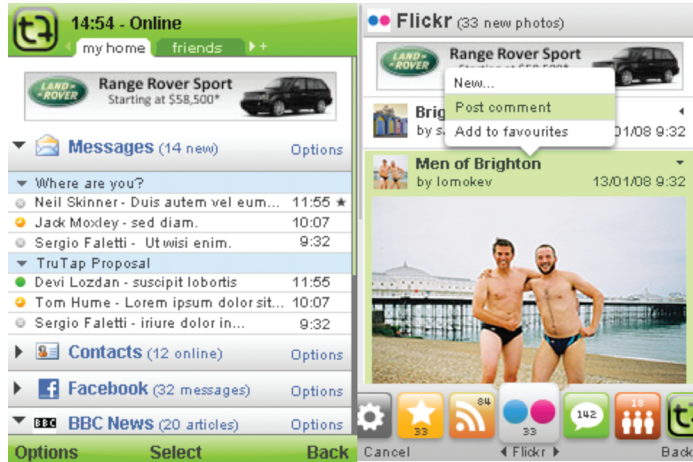 14:54 - Online
my home friends +
LAND-
ROVER
Range Rover Sport
Starting at $58,500*
Messages (14 new) Options
Where are you?
Neil Skinner - Duis autem vel eum... 11:55 ★
Jack Moxley - sed diam. 10:07
Sergio Faletti - Ut wisi enim. 9:32
TruTap Proposal
Devi Lozdan - suscipit lobortis 11:55
Tom Hume - Lorem ipsum dolor sit... 10:07
Sergio Faletti - iriure dolor in... 9:32
Contacts (12 online) Options
Facebook (32 messages) Options
BBC BBC News (20 articles) Options
Options Select Back
Flickr (33 new photos)
LAND-
ROVER
Range Rover Sport
Starting at $58,500*
New...
Post comment
Add to favourites
Brig
by s 01/08 9:32
Men of Brighton
by lomokev 13/01/08 9:32
33
84
33
142
18
Cancel Flickr Back